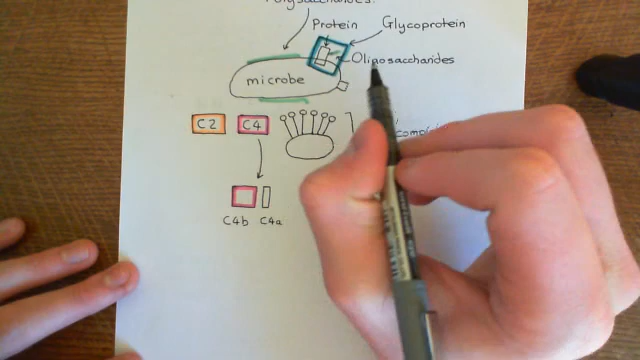 Polysaccharides:
Protein Glycoprotein
Oligosaccharides
microbe
C2 C4
C4b C4a